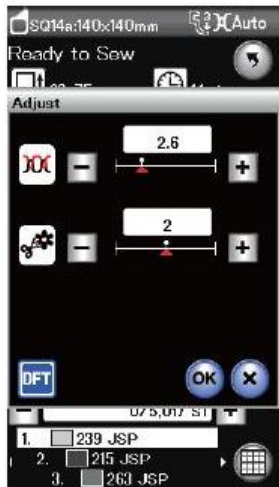 SQ14a:140x140mm Auto
Ready to Sew
Adjust
2.6
2
DFT OK
075,017 ST
1. 239 JSP
2. 215 JSP
3. 263 JSP